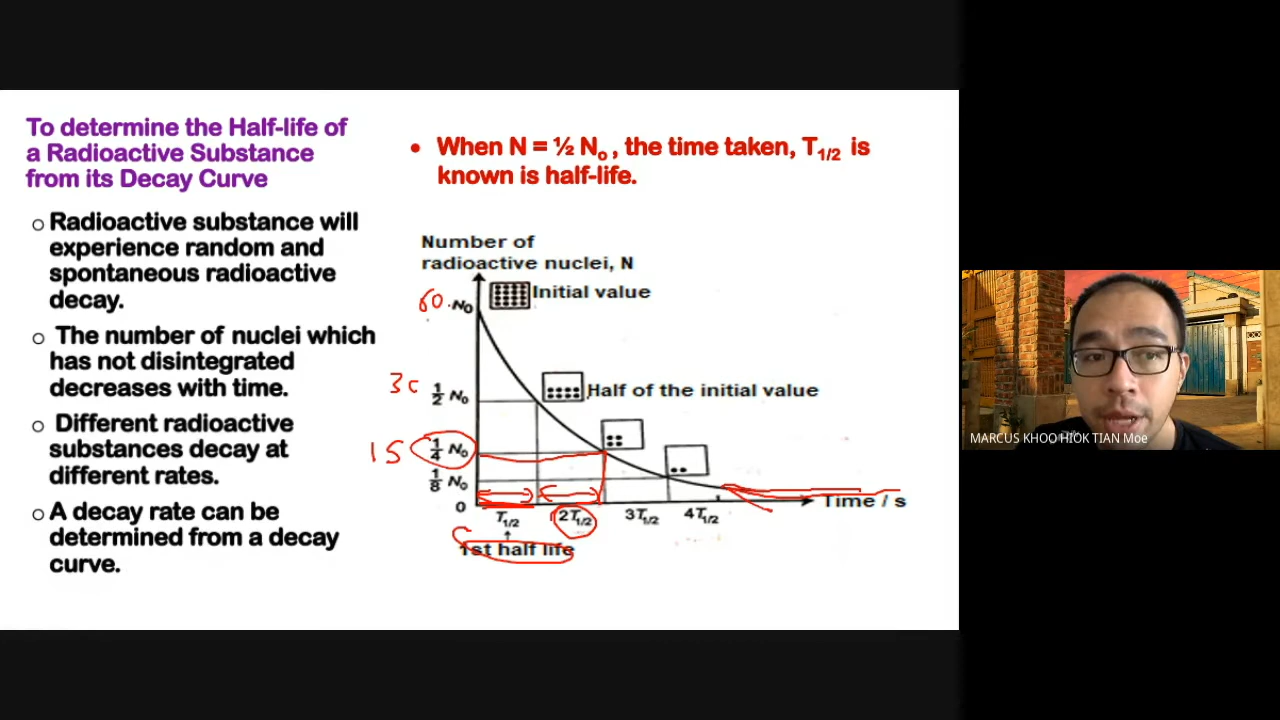 To determine the Half-life of
a Radioactive Substance
from its Decay Curve
o Radioactive substance will
experience random and
spontaneous radioactive
decay.
o The number of nuclei which
has not disintegrated
decreases with time.
o Different radioactive
substances decay at
different rates.
o A decay rate can be
determined from a decay
curve.
• When N = ½ N₀ , the time taken, T1/2 is
known is half-life.
Number of
radioactive nuclei, N
60 N₀
Initial value
30 1/2 N₀
Half of the initial value
15 1/4 N₀
1/8 N₀
0
Time / s
T1/2 2T1/2 3T1/2 4T1/2
1st half life
MARCUS KHOO HIOK TIAN Moe